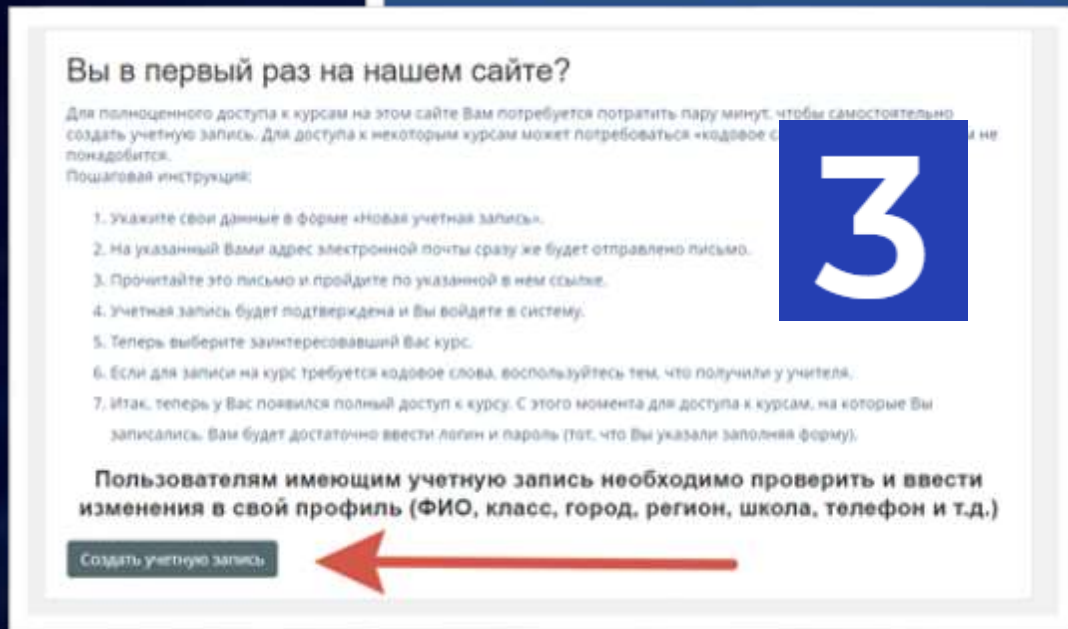 Вы в первый раз на нашем сайте?
Для полноценного доступа к курсам на этом сайте Вам потребуется потратить пару минут, чтобы самостоятельно
создать учетную запись. Для доступа к некоторым курсам может потребоваться «кодовое с м не
понадобится.
Пошаговая инструкция:
1. Укажите свои данные в форме «Новая учетная запись».
2. На указанный Вами адрес электронной почты сразу же будет отправлено письмо.
3. Прочитайте это письмо и пройдите по указанной в нем ссылке.
4. Учетная запись будет подтверждена и Вы войдете в систему.
5. Теперь выберите заинтересовавший Вас курс.
6. Если для записи на курс требуется кодовое слова, воспользуйтесь тем, что получили у учителя.
7. Итак, теперь у Вас появился полный доступ к курсу. С этого момента для доступа к курсам, на которые Вы
записались, Вам будет достаточно ввести логин и пароль (тот, что Вы указали заполняя форму).
3
Пользователям имеющим учетную запись необходимо проверить и ввести
изменения в свой профиль (ФИО, класс, город, регион, школа, телефон и т.д.)
Создать учетную запись